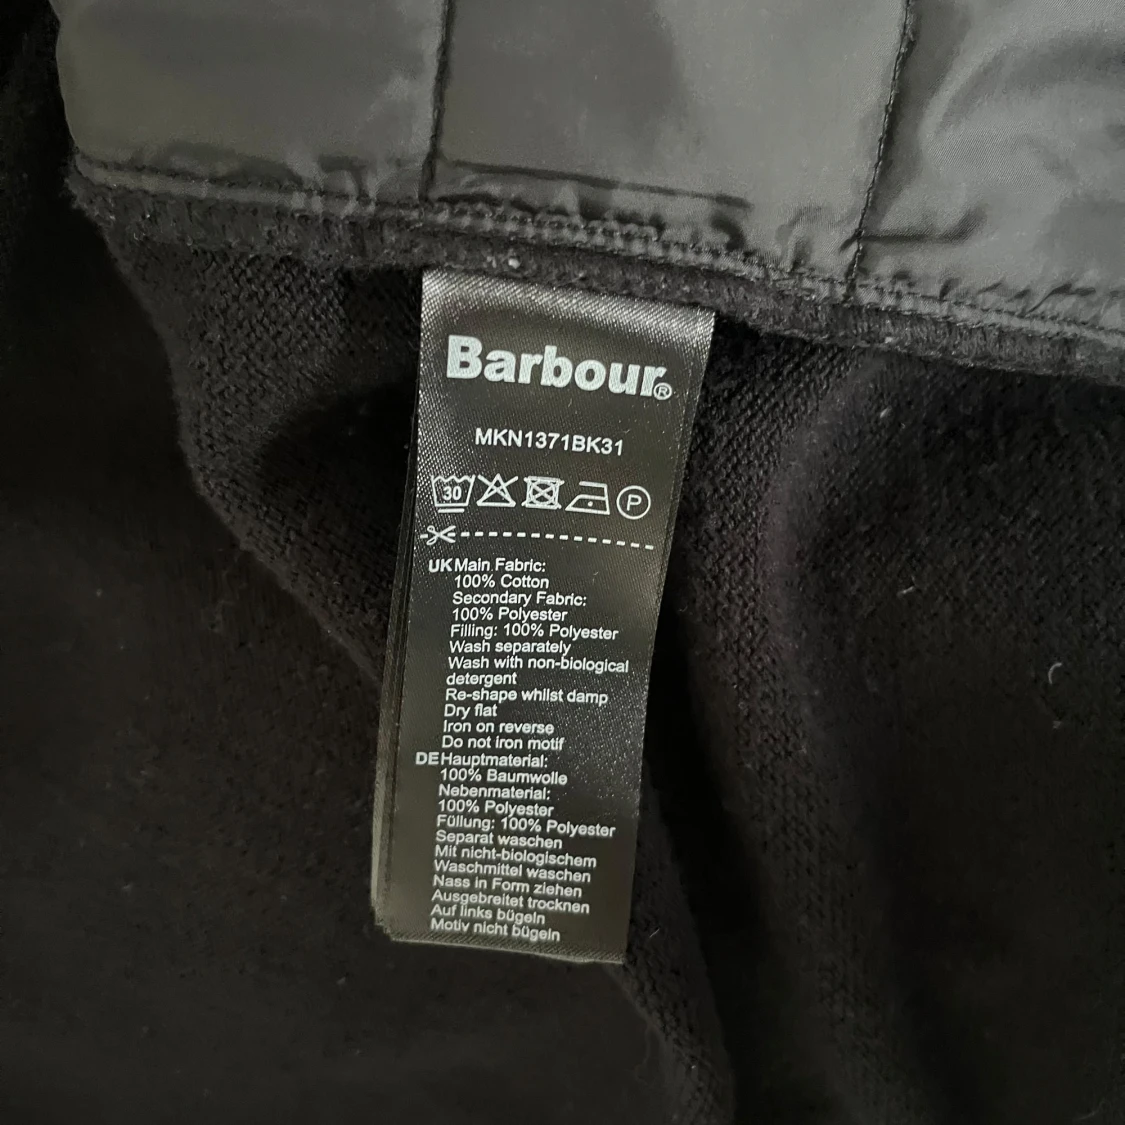 Barbour®
MKN1371BK31
30 P
UK Main Fabric:
100% Cotton
Secondary Fabric:
100% Polyester
Filling: 100% Polyester
Wash separately
Wash with non-biological
detergent
Re-shape whilst damp
Dry flat
Iron on reverse
Do not iron motif
DE Hauptmaterial:
100% Baumwolle
Nebenmaterial:
100% Polyester
Füllung: 100% Polyester
Separat waschen
Mit nicht-biologischem
Waschmittel waschen
Nass in Form ziehen
Ausgebreitet trocknen
Auf links bügeln
Motiv nicht bügeln